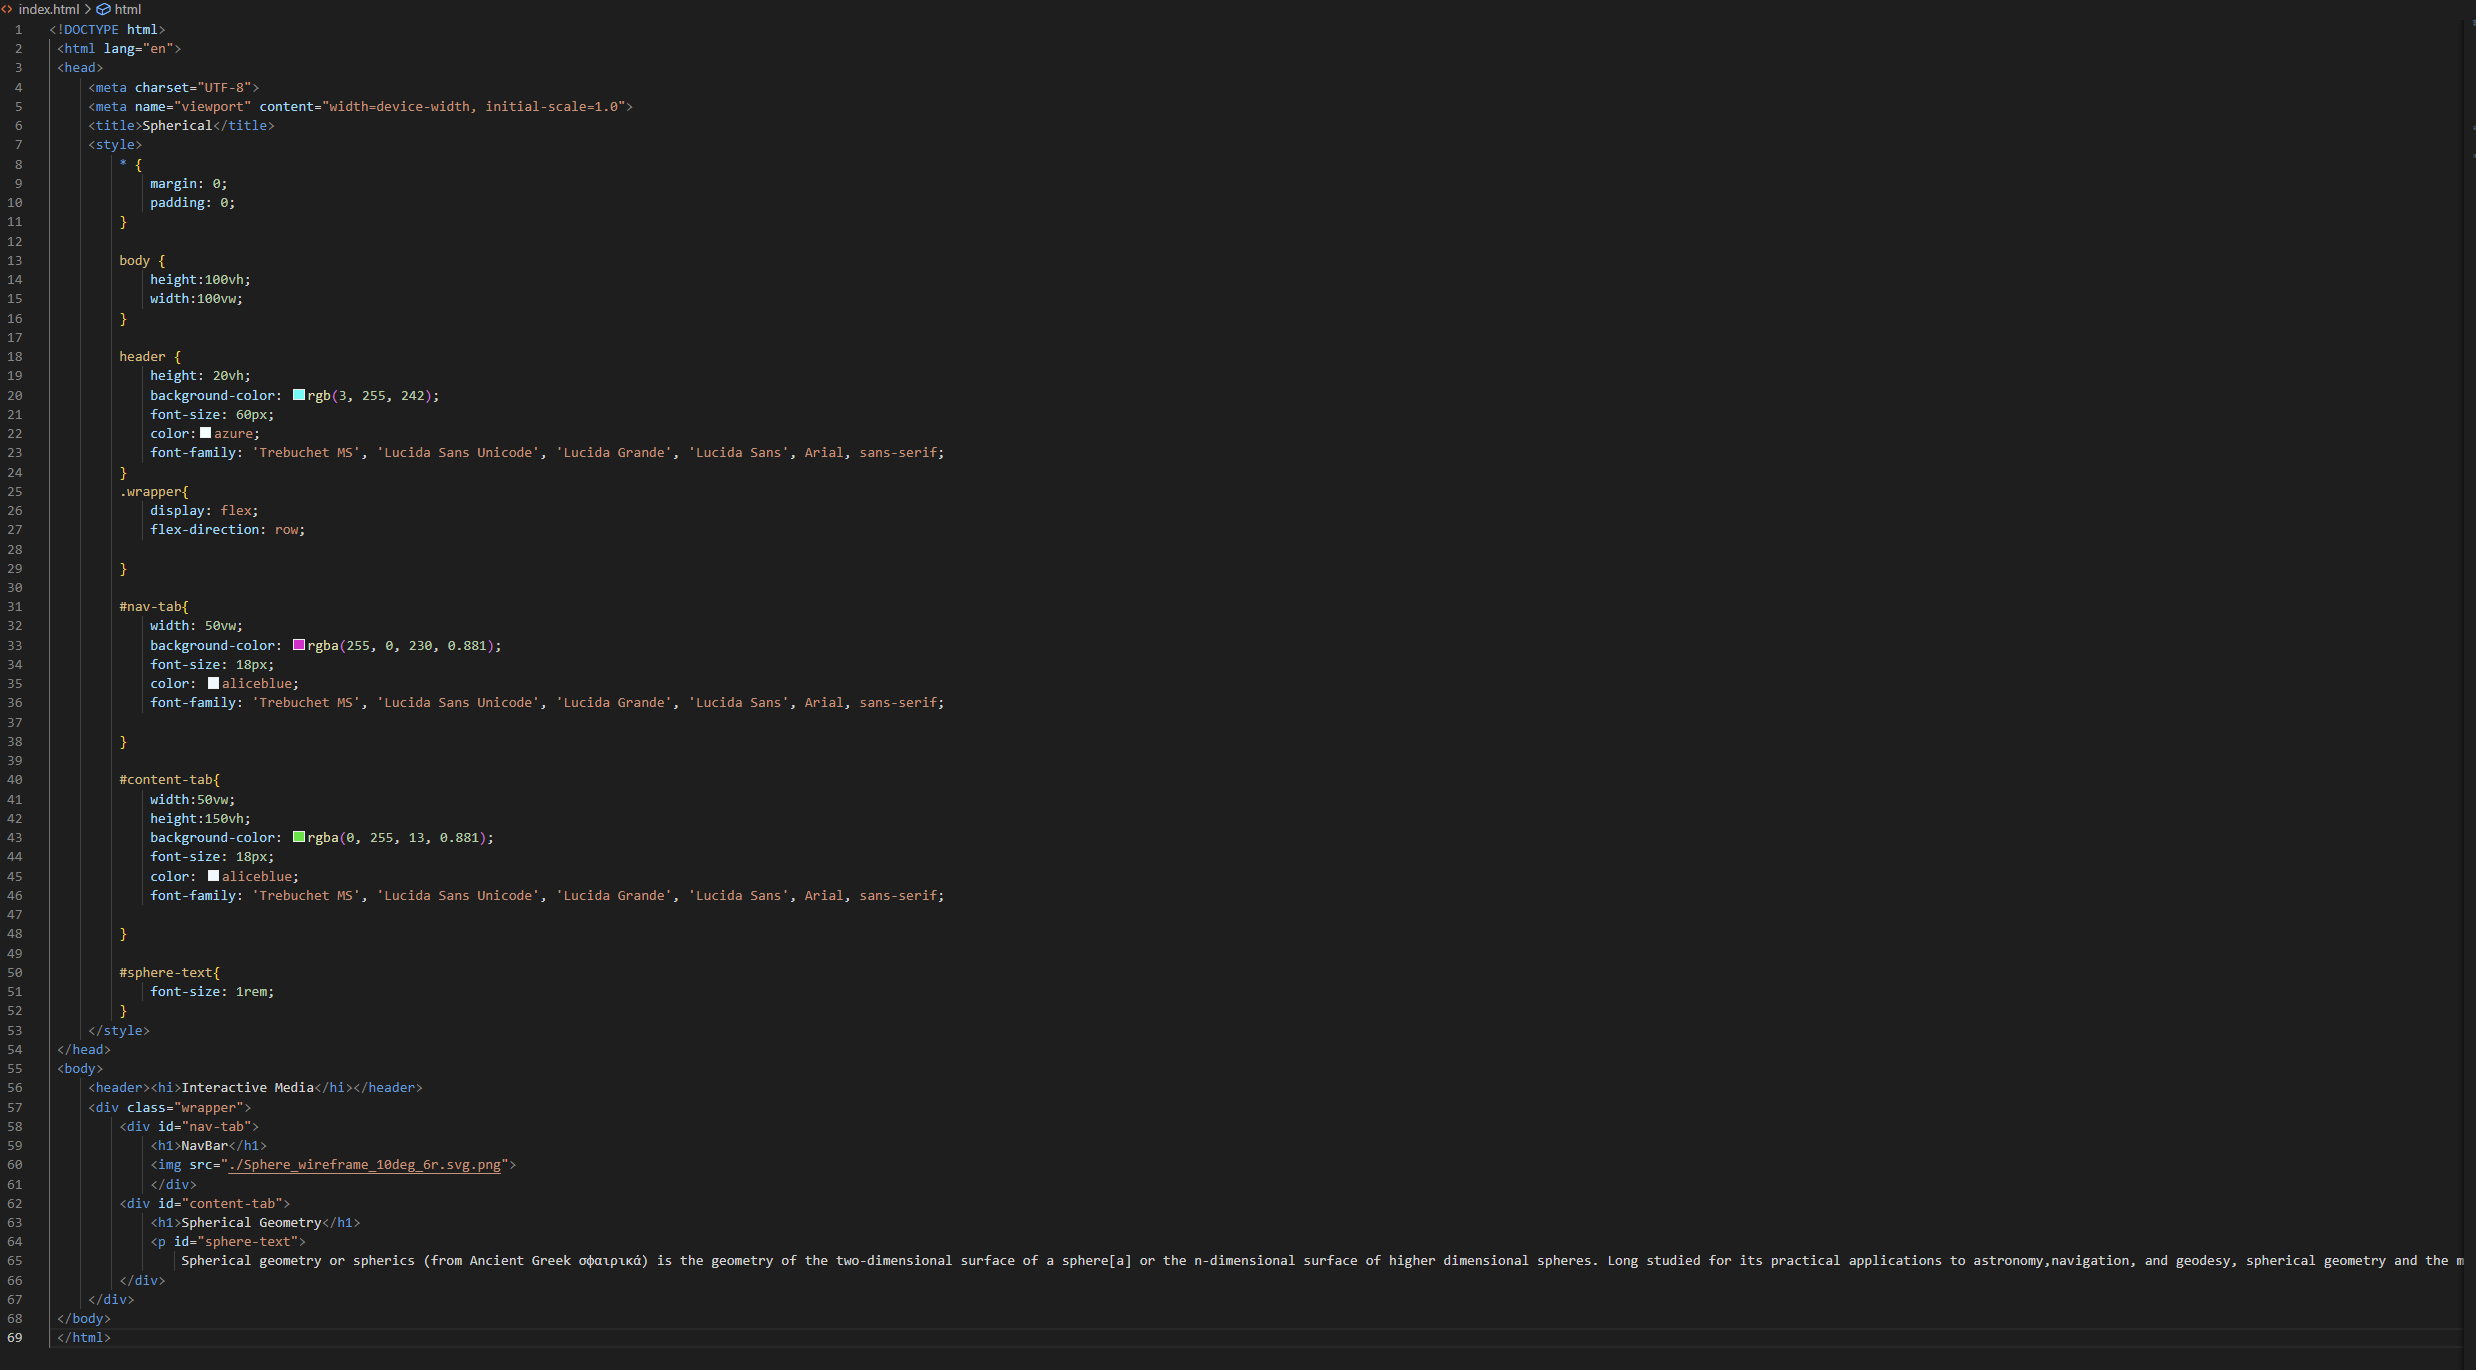 index.html > html
1 <!DOCTYPE html>
2 <html lang="en">
3 <head>
4 <meta charset="UTF-8">
5 <meta name="viewport" content="width=device-width, initial-scale=1.0">
6 <title>Spherical</title>
7 <style>
8 * {
9 margin: 0;
10 padding: 0;
11 }
12
13 body {
14 height:100vh;
15 width:100vw;
16 }
17
18 header {
19 height: 20vh;
20 background-color: rgb(3, 255, 242);
21 font-size: 60px;
22 color: azure;
23 font-family: 'Trebuchet MS', 'Lucida Sans Unicode', 'Lucida Grande', 'Lucida Sans', Arial, sans-serif;
24 }
25 .wrapper{
26 display: flex;
27 flex-direction: row;
28
29 }
30
31 #nav-tab{
32 width: 50vw;
33 background-color: rgba(255, 0, 230, 0.881);
34 font-size: 18px;
35 color: aliceblue;
36 font-family: 'Trebuchet MS', 'Lucida Sans Unicode', 'Lucida Grande', 'Lucida Sans', Arial, sans-serif;
37
38 }
39
40 #content-tab{
41 width:50vw;
42 height:150vh;
43 background-color: rgba(0, 255, 13, 0.881);
44 font-size: 18px;
45 color: aliceblue;
46 font-family: 'Trebuchet MS', 'Lucida Sans Unicode', 'Lucida Grande', 'Lucida Sans', Arial, sans-serif;
47
48 }
49
50 #sphere-text{
51 font-size: 1rem;
52 }
53 </style>
54 </head>
55 <body>
56 <header><hi>Interactive Media</hi></header>
57 <div class="wrapper">
58 <div id="nav-tab">
59 <h1>NavBar</h1>
60 <img src="./Sphere_wireframe_10deg_6r.svg.png">
61 </div>
62 <div id="content-tab">
63 <h1>Spherical Geometry</h1>
64 <p id="sphere-text">
65 Spherical geometry or spherics (from Ancient Greek σφαιρικά) is the geometry of the two-dimensional surface of a sphere[a] or the n-dimensional surface of higher dimensional spheres. Long studied for its practical applications to astronomy,navigation, and geodesy, spherical geometry and the
66 </div>
67 </div>
68 </body>
69 </html>